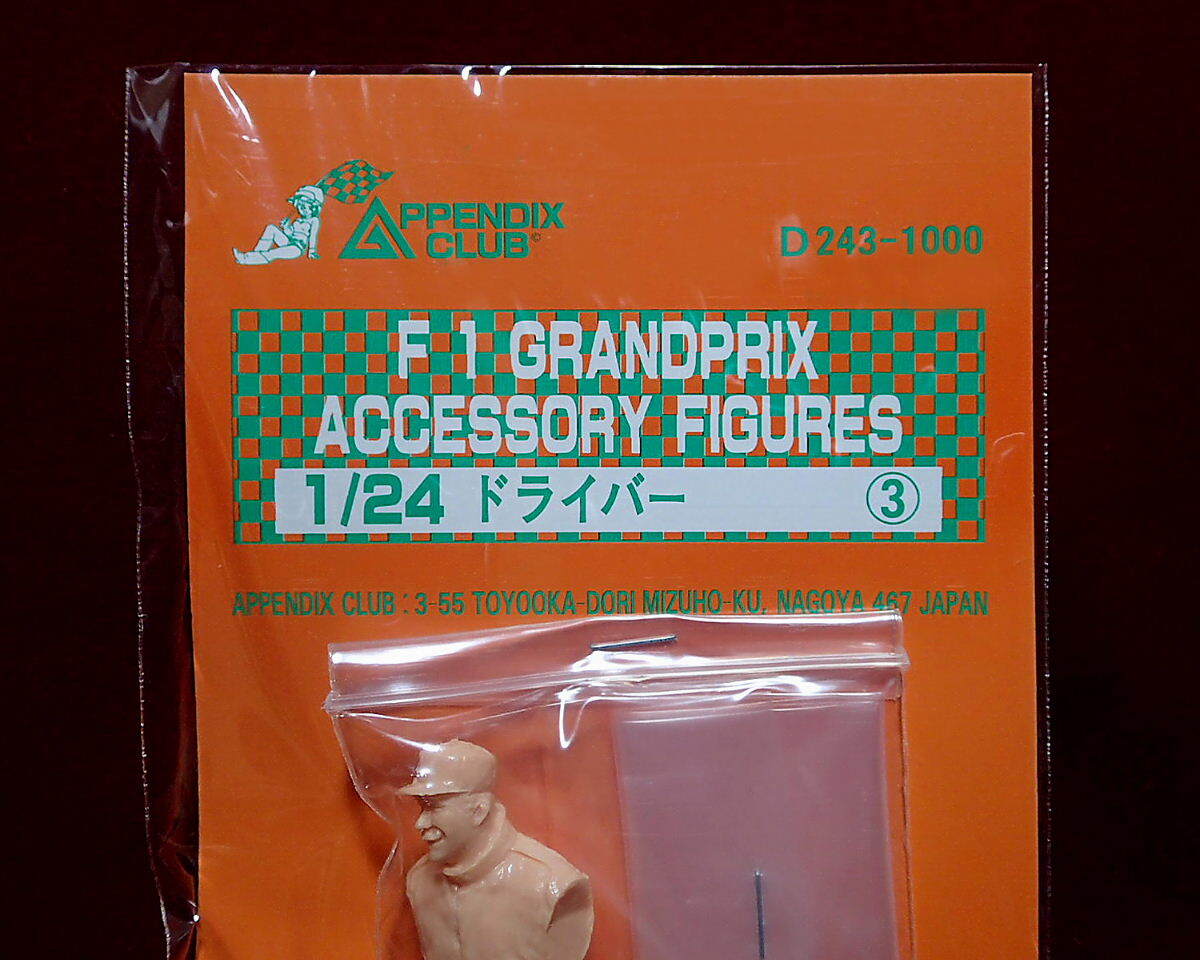 APPENDIX
CLUB©
D243-1000
F1 GRANDPRIX
ACCESSORY FIGURES
1/24 ドライバー ③
APPENDIX CLUB : 3-55 TOYOOKA-DORI MIZUHO-KU, NAGOYA 467 JAPAN